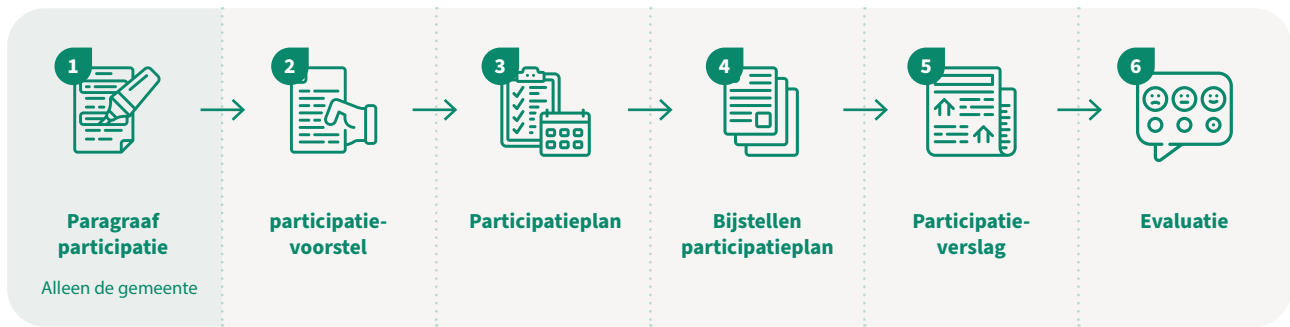 1
Paragraaf
participatie
Alleen de gemeente
2
participatie-
voorstel
3
Participatieplan
4
Bijstellen
participatieplan
5
Participatie-
verslag
6
Evaluatie